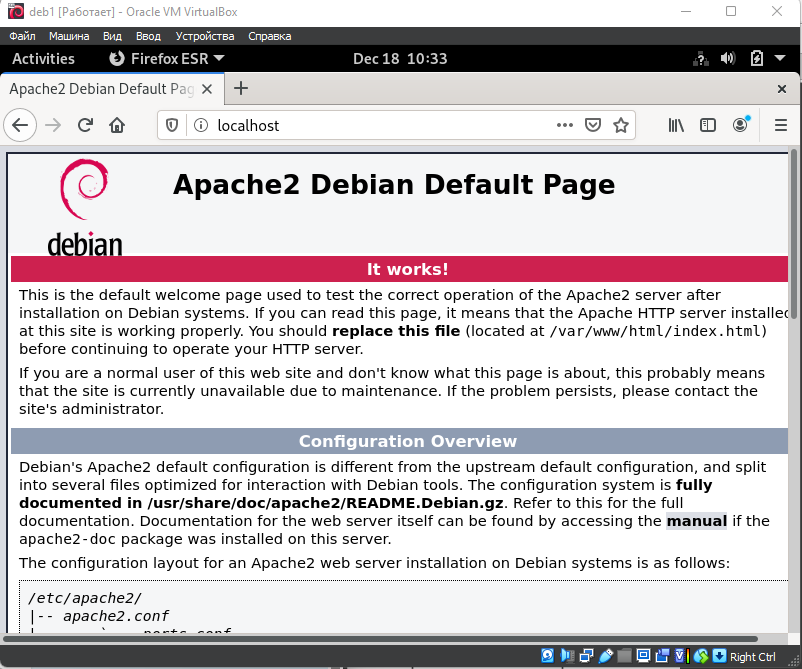 deb1 [Работает] - Oracle VM VirtualBox
Файл Машина Вид Ввод Устройства Справка
Activities Firefox ESR Dec 18 10:33
Apache2 Debian Default Pag
localhost
debian
Apache2 Debian Default Page
It works!
This is the default welcome page used to test the correct operation of the Apache2 server after
installation on Debian systems. If you can read this page, it means that the Apache HTTP server installed
at this site is working properly. You should replace this file (located at /var/www/html/index.html)
before continuing to operate your HTTP server.
If you are a normal user of this web site and don't know what this page is about, this probably means
that the site is currently unavailable due to maintenance. If the problem persists, please contact the
site's administrator.
Configuration Overview
Debian's Apache2 default configuration is different from the upstream default configuration, and split
into several files optimized for interaction with Debian tools. The configuration system is fully
documented in /usr/share/doc/apache2/README.Debian.gz. Refer to this for the full
documentation. Documentation for the web server itself can be found by accessing the manual if the
apache2-doc package was installed on this server.
The configuration layout for an Apache2 web server installation on Debian systems is as follows:
/etc/apache2/
|-- apache2.conf
| `-- ports.conf
Right Ctrl